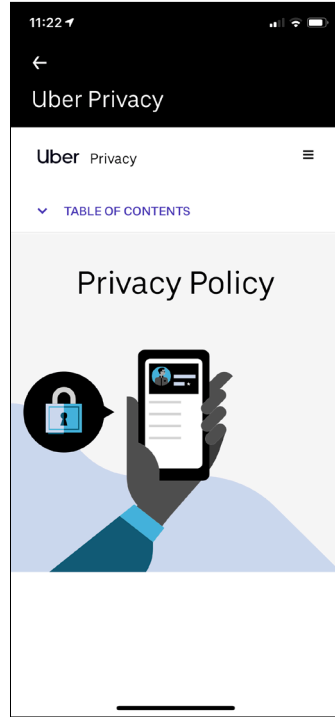 11:22
Uber Privacy
Uber Privacy
TABLE OF CONTENTS
Privacy Policy